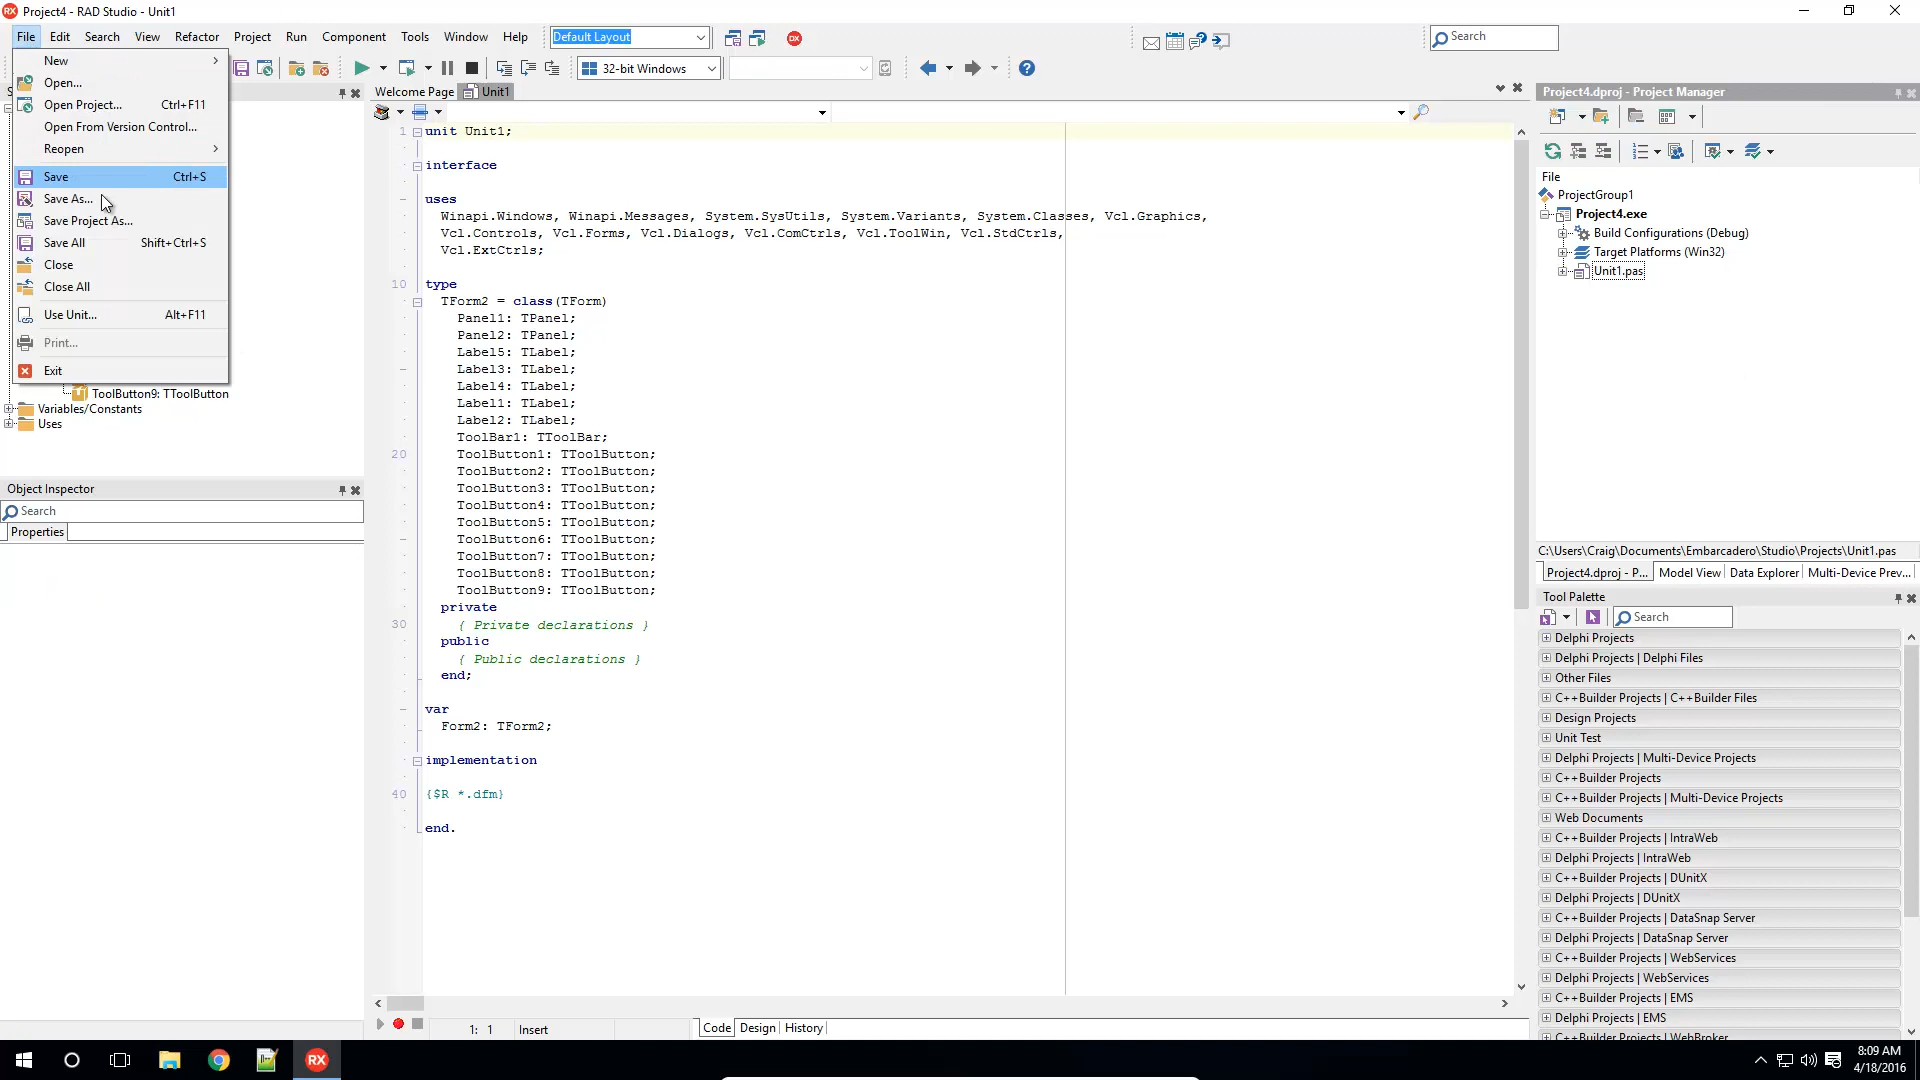 Project4 - RAD Studio - Unit1
File Edit Search View Refactor Project Run Component Tools Window Help
Default Layout
Search
New
Open...
Open Project... Ctrl+F11
Open From Version Control...
Reopen
Save Ctrl+S
Save As...
Save Project As...
Save All Shift+Ctrl+S
Close
Close All
Use Unit... Alt+F11
Print...
Exit
32-bit Windows
ToolButton9: TToolButton
Variables/Constants
Uses
Object Inspector
Search
Properties
Welcome Page Unit1
1 unit Unit1;
interface
uses
Winapi.Windows, Winapi.Messages, System.SysUtils, System.Variants, System.Classes, Vcl.Graphics,
Vcl.Controls, Vcl.Forms, Vcl.Dialogs, Vcl.ComCtrls, Vcl.ToolWin, Vcl.StdCtrls,
Vcl.ExtCtrls;
10 type
TForm2 = class(TForm)
Panel1: TPanel;
Panel2: TPanel;
Label5: TLabel;
Label3: TLabel;
Label4: TLabel;
Label1: TLabel;
Label2: TLabel;
ToolBar1: TToolBar;
20 ToolButton1: TToolButton;
ToolButton2: TToolButton;
ToolButton3: TToolButton;
ToolButton4: TToolButton;
ToolButton5: TToolButton;
ToolButton6: TToolButton;
ToolButton7: TToolButton;
ToolButton8: TToolButton;
ToolButton9: TToolButton;
private
30 { Private declarations }
public
{ Public declarations }
end;
var
Form2: TForm2;
implementation
40 {$R *.dfm}
end.
1: 1 Insert
Code Design History
Project4.dproj - Project Manager
File
ProjectGroup1
Project4.exe
Build Configurations (Debug)
Target Platforms (Win32)
Unit1.pas
C:\Users\Craig\Documents\Embarcadero\Studio\Projects\Unit1.pas
Project4.dproj - P... Model View Data Explorer Multi-Device Prev...
Tool Palette
Search
Delphi Projects
Delphi Projects | Delphi Files
Other Files
C++Builder Projects | C++Builder Files
Design Projects
Unit Test
Delphi Projects | Multi-Device Projects
C++Builder Projects
C++Builder Projects | Multi-Device Projects
Web Documents
C++Builder Projects | IntraWeb
Delphi Projects | IntraWeb
C++Builder Projects | DUnitX
Delphi Projects | DUnitX
C++Builder Projects | DataSnap Server
Delphi Projects | DataSnap Server
C++Builder Projects | WebServices
Delphi Projects | WebServices
C++Builder Projects | EMS
Delphi Projects | EMS
C++Builder Projects | WebBroker
RX
8:09 AM
4/18/2016